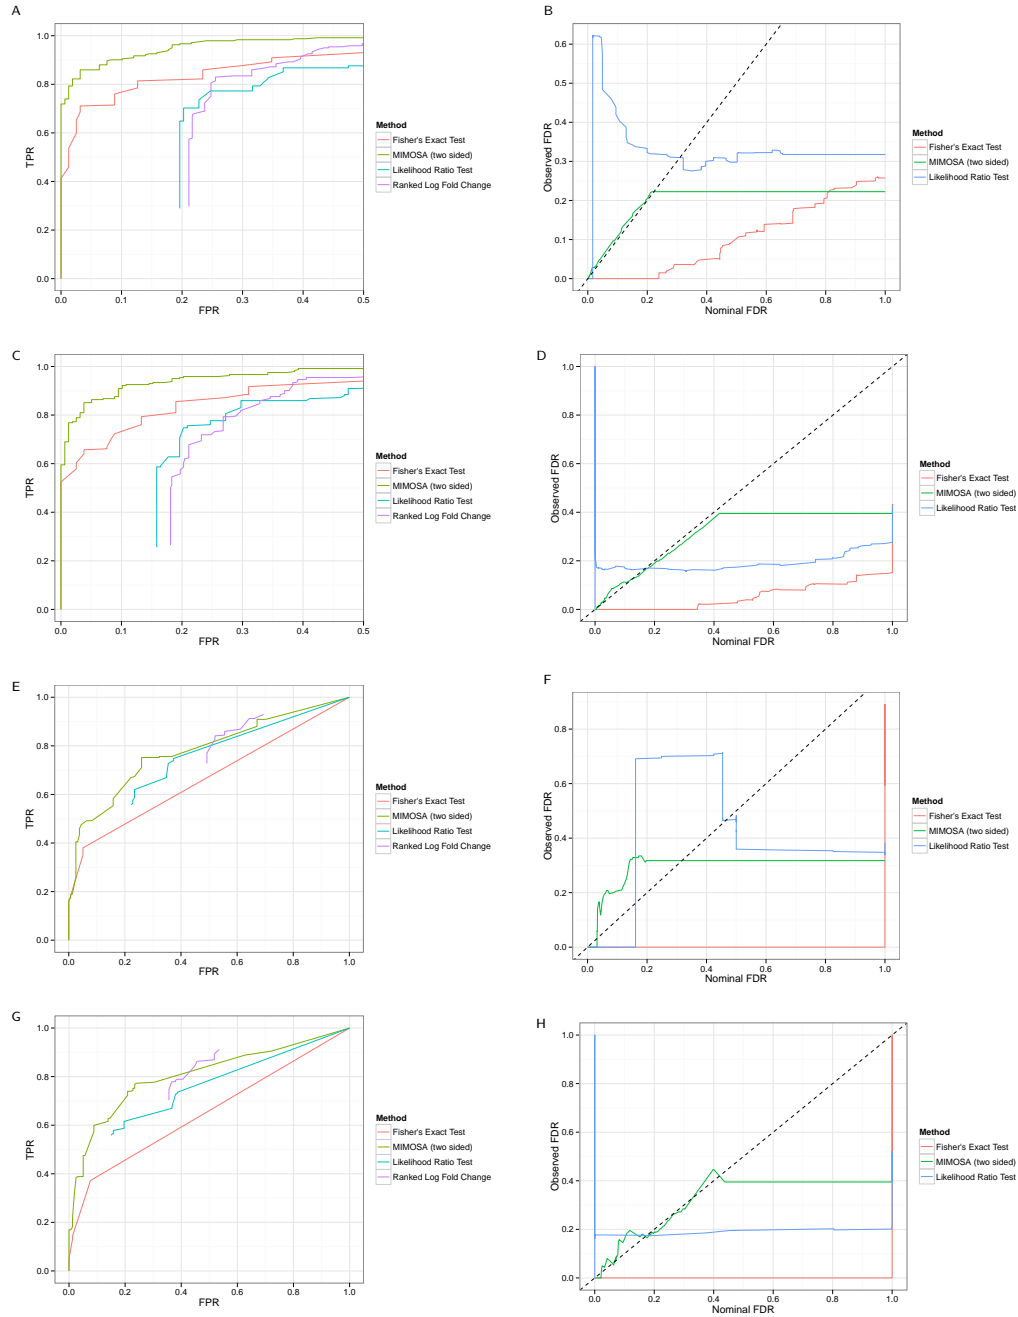 A
1.0
0.8
0.6
0.4
0.2
0.0
TPR
0.0 0.1 0.2 0.3 0.4 0.5
FPR
Method
Fisher's Exact Test
MIMOSA (two sided)
Likelihood Ratio Test
Ranked Log Fold Change
B
0.6
0.5
0.4
0.3
0.2
0.1
0.0
Observed FDR
0.0 0.2 0.4 0.6 0.8 1.0
Nominal FDR
Method
Fisher's Exact Test
MIMOSA (two sided)
Likelihood Ratio Test
C
1.0
0.8
0.6
0.4
0.2
0.0
TPR
0.0 0.1 0.2 0.3 0.4 0.5
FPR
Method
Fisher's Exact Test
MIMOSA (two sided)
Likelihood Ratio Test
Ranked Log Fold Change
D
1.0
0.8
0.6
0.4
0.2
0.0
Observed FDR
0.0 0.2 0.4 0.6 0.8 1.0
Nominal FDR
Method
Fisher's Exact Test
MIMOSA (two sided)
Likelihood Ratio Test
E
1.0
0.8
0.6
0.4
0.2
0.0
TPR
0.0 0.2 0.4 0.6 0.8 1.0
FPR
Method
Fisher's Exact Test
MIMOSA (two sided)
Likelihood Ratio Test
Ranked Log Fold Change
F
0.8
0.6
0.4
0.2
0.0
Observed FDR
0.0 0.2 0.4 0.6 0.8 1.0
Nominal FDR
Method
Fisher's Exact Test
MIMOSA (two sided)
Likelihood Ratio Test
G
1.0
0.8
0.6
0.4
0.2
0.0
TPR
0.0 0.2 0.4 0.6 0.8 1.0
FPR
Method
Fisher's Exact Test
MIMOSA (two sided)
Likelihood Ratio Test
Ranked Log Fold Change
H
1.0
0.8
0.6
0.4
0.2
0.0
Observed FDR
0.0 0.2 0.4 0.6 0.8 1.0
Nominal FDR
Method
Fisher's Exact Test
MIMOSA (two sided)
Likelihood Ratio Test